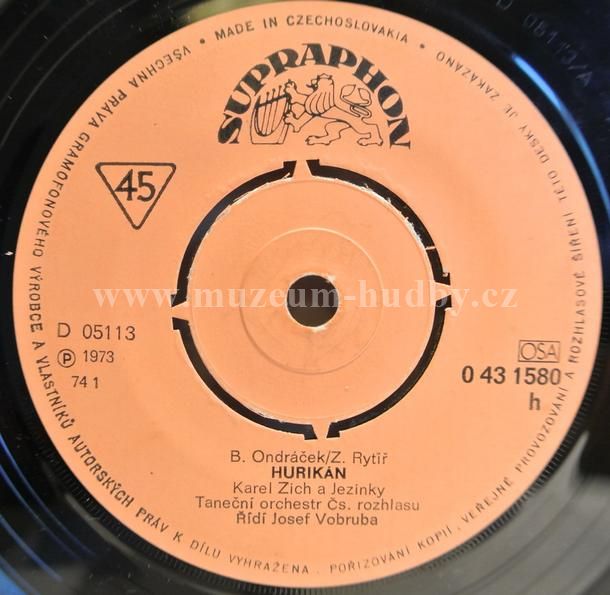 VŠECHNA PRÁVA GRAMOFONOVÉHO VÝROBCE A VLASTNÍKŮ AUTORSKÝCH PRÁV K DÍLU VYHRAŽENA. POŘIZOVÁNÍ KOPIÍ, VEŘEJNÉ PROVOZOVÁNÍ A ROZHLASOVÉ ŠÍŘENÍ TÉTO DESKY JE ZAKÁZÁNO
• MADE IN CZECHOSLOVAKIA •
D 05113/A
SUPRAPHON
45
www.muzeum-hudby.cz
D 05113
Ⓟ 1973
74 1
OSA
0 43 1580
h
B. Ondráček/Z. Rytíř
HURIKÁN
Karel Zich a Jezinky
Taneční orchestr Čs. rozhlasu
Řídí Josef Vobruba